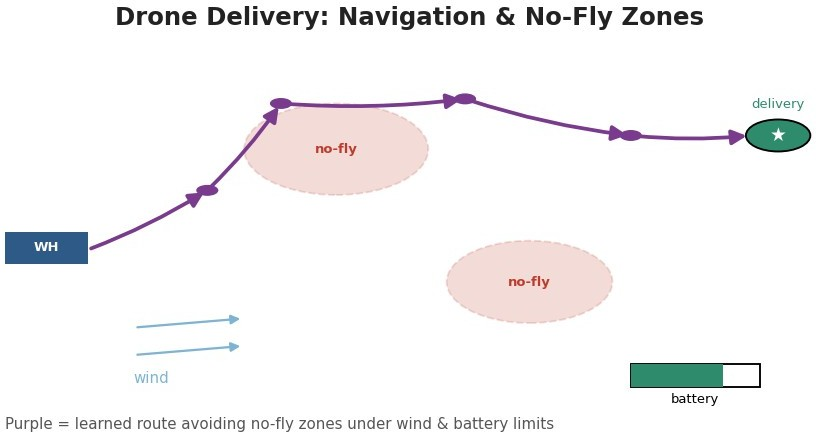 Drone Delivery: Navigation & No-Fly Zones
delivery
no-fly
WH
no-fly
wind
battery
Purple = learned route avoiding no-fly zones under wind & battery limits